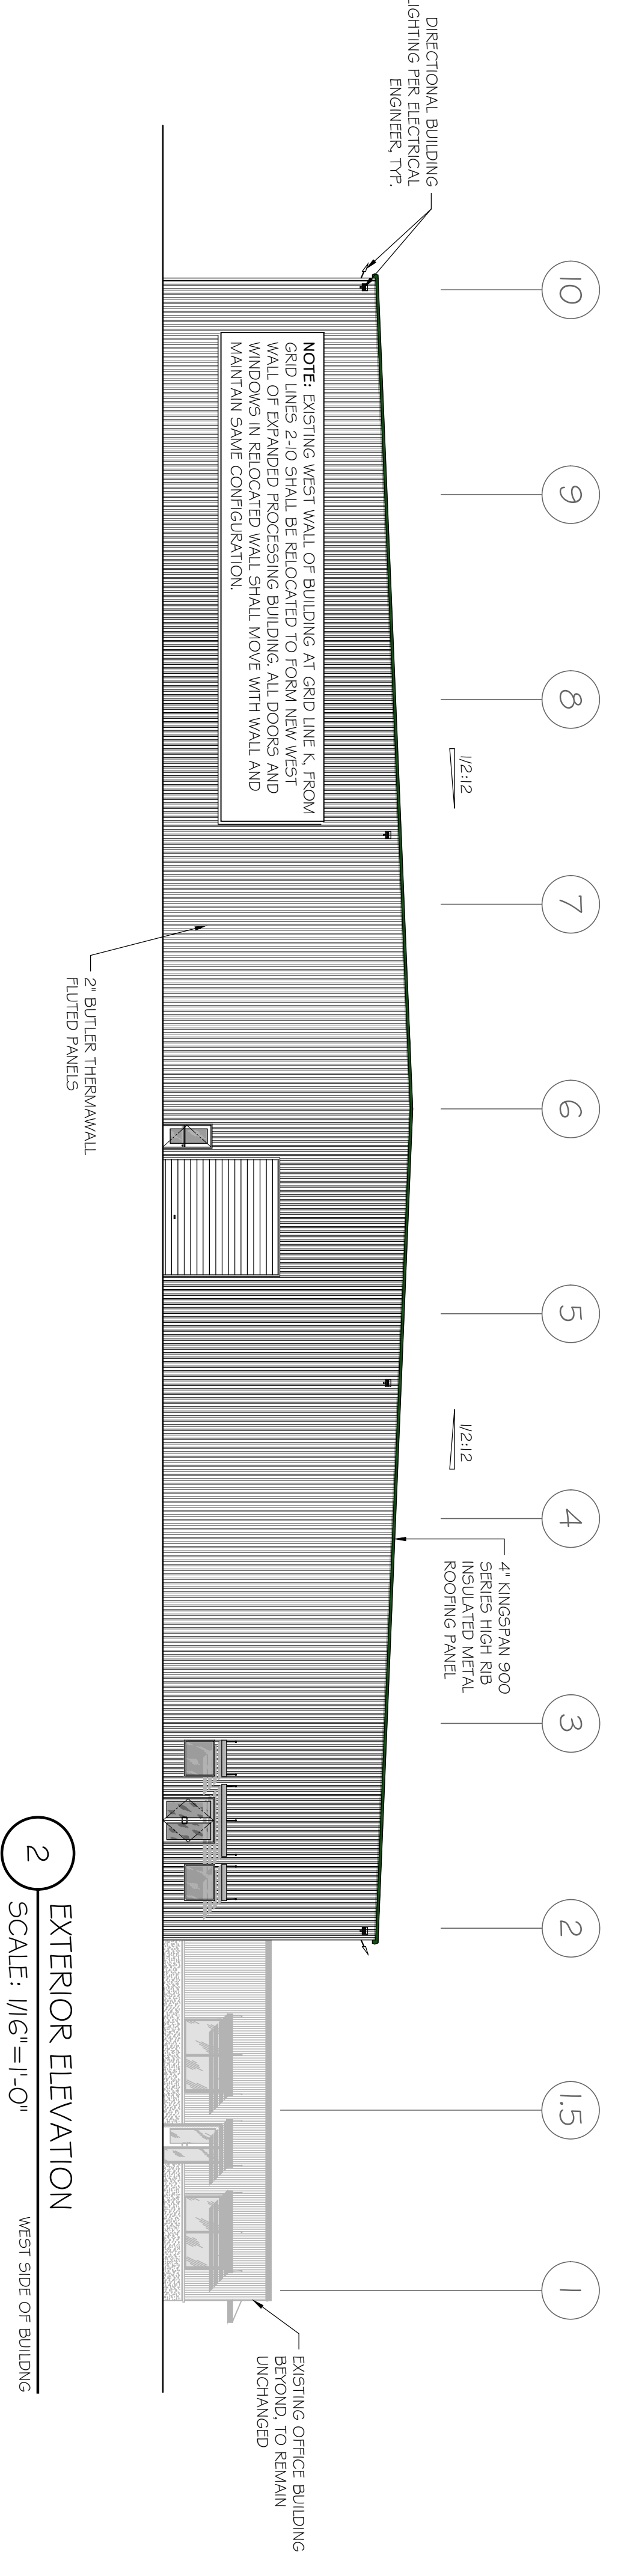 DIRECTIONAL BUILDING
LIGHTING PER ELECTRICAL
ENGINEER, TYP.
10
9
8
7
6
5
4
3
2
1.5
1
1/2:12
1/2:12
4" KINGSPAN 900
SERIES HIGH RIB
INSULATED METAL
ROOFING PANEL
NOTE: EXISTING WEST WALL OF BUILDING AT GRID LINE K, FROM
GRID LINES 2-10 SHALL BE RELOCATED TO FORM NEW WEST
WALL OF EXPANDED PROCESSING BUILDING. ALL DOORS AND
WINDOWS IN RELOCATED WALL SHALL MOVE WITH WALL AND
MAINTAIN SAME CONFIGURATION.
2" BUTLER THERMAWALL
FLUTED PANELS
EXISTING OFFICE BUILDING
BEYOND, TO REMAIN
UNCHANGED
2
EXTERIOR ELEVATION
SCALE: 1/16"=1'-0"
WEST SIDE OF BUILDNG